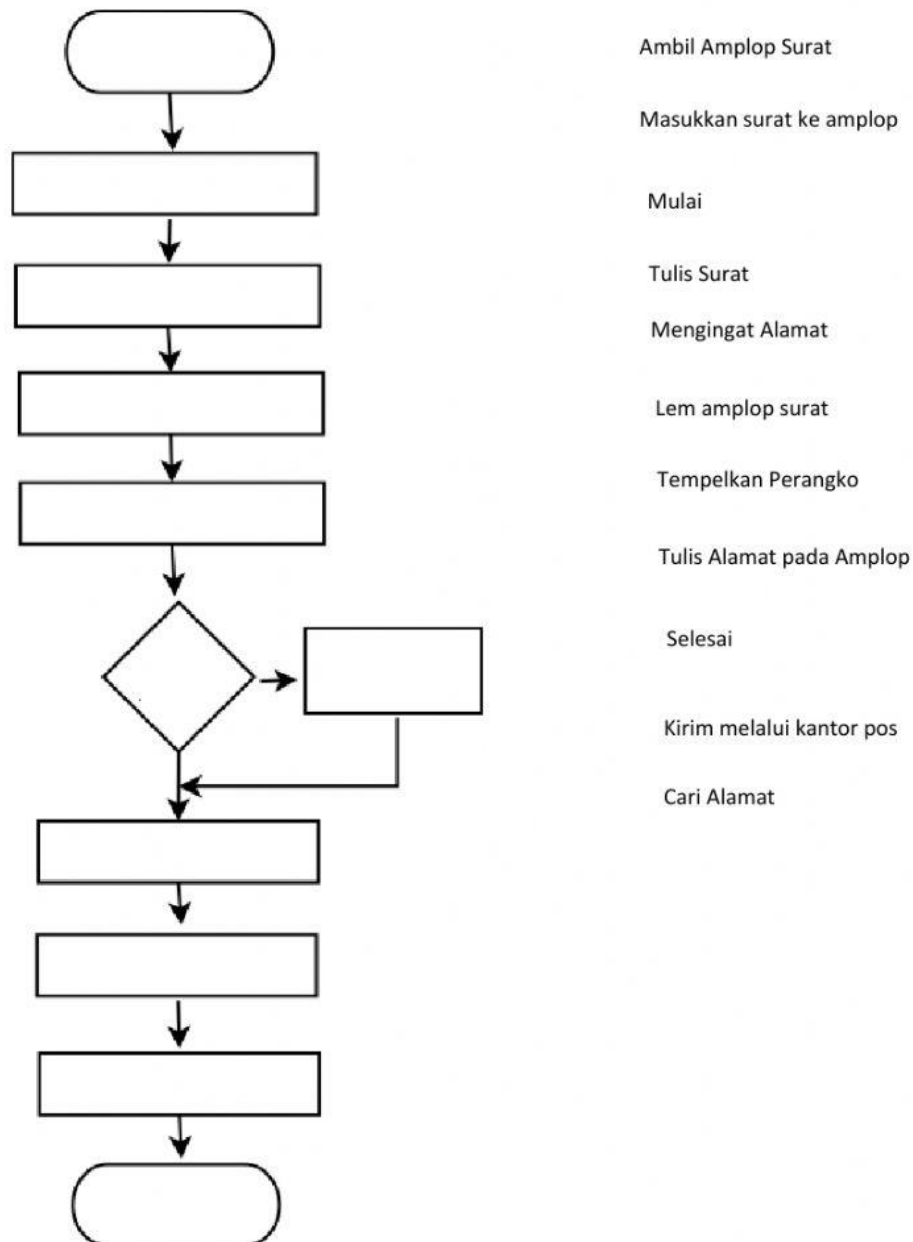 Ambil Amplop Surat
Masukkan surat ke amplop
Mulai
Tulis Surat
Mengingat Alamat
Lem amplop surat
Tempelkan Perangko
Tulis Alamat pada Amplop
Selesai
Kirim melalui kantor pos
Cari Alamat